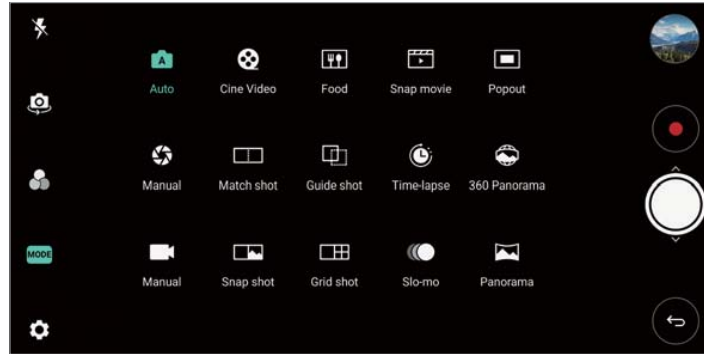 A
Auto
Cine Video
Food
Snap movie
Popout
Manual
Match shot
Guide shot
Time-lapse
360 Panorama
MODE
Manual
Snap shot
Grid shot
Slo-mo
Panorama